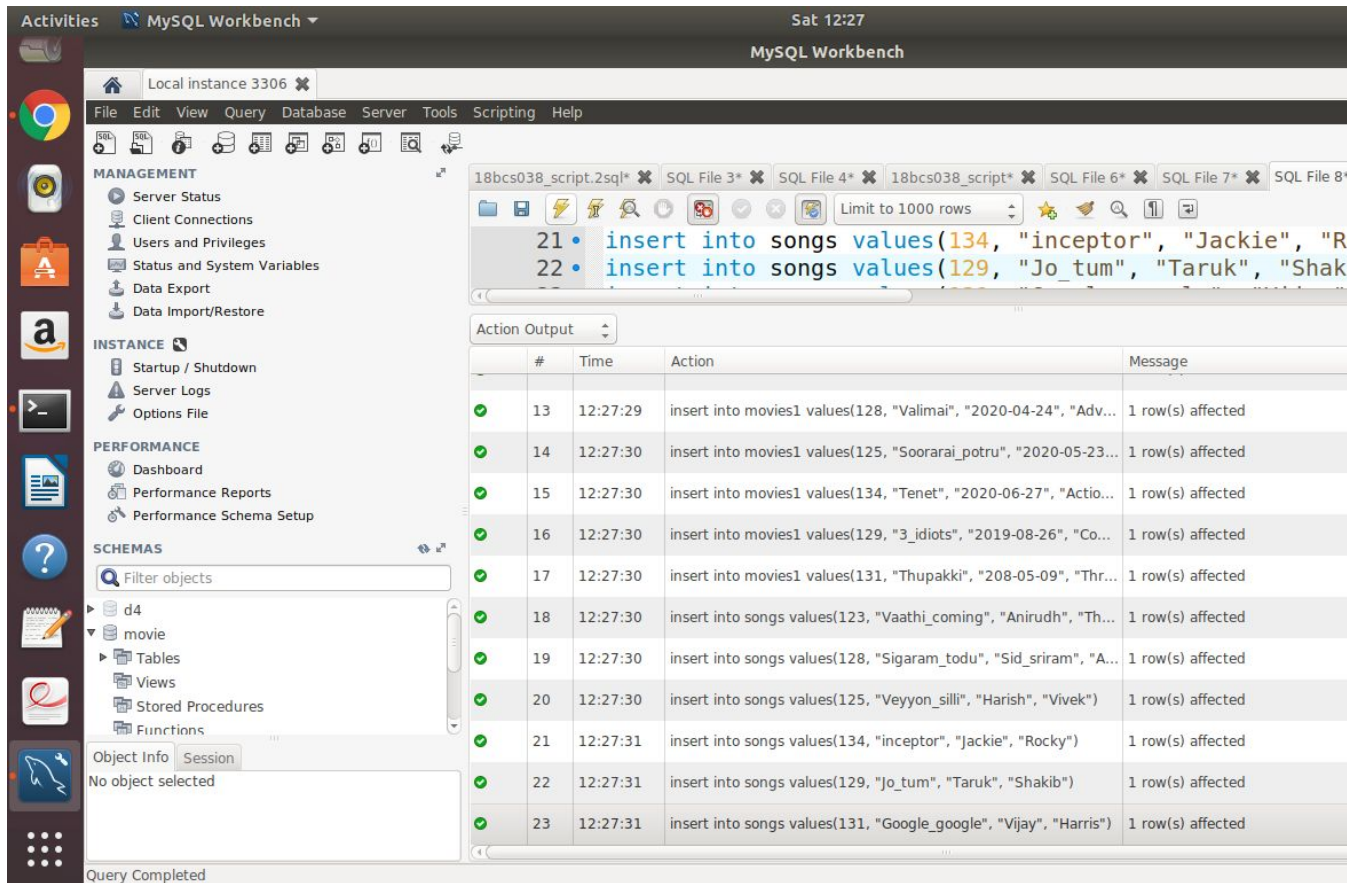 Activities MySQL Workbench Sat 12:27
MySQL Workbench
Local instance 3306
File Edit View Query Database Server Tools Scripting Help
MANAGEMENT
Server Status
Client Connections
Users and Privileges
Status and System Variables
Data Export
Data Import/Restore
INSTANCE
Startup / Shutdown
Server Logs
Options File
PERFORMANCE
Dashboard
Performance Reports
Performance Schema Setup
SCHEMAS
Filter objects
d4
movie
Tables
Views
Stored Procedures
Functions
Object Info Session
No object selected
18bcs038_script.2sql* SQL File 3* SQL File 4* 18bcs038_script* SQL File 6* SQL File 7* SQL File 8*
Limit to 1000 rows
21 insert into songs values(134, "inceptor", "Jackie", "R
22 insert into songs values(129, "Jo_tum", "Taruk", "Shak
Action Output
# Time Action Message
13 12:27:29 insert into movies1 values(128, "Valimai", "2020-04-24", "Adv... 1 row(s) affected
14 12:27:30 insert into movies1 values(125, "Soorarai_potru", "2020-05-23... 1 row(s) affected
15 12:27:30 insert into movies1 values(134, "Tenet", "2020-06-27", "Actio... 1 row(s) affected
16 12:27:30 insert into movies1 values(129, "3_idiots", "2019-08-26", "Co... 1 row(s) affected
17 12:27:30 insert into movies1 values(131, "Thupakki", "208-05-09", "Thr... 1 row(s) affected
18 12:27:30 insert into songs values(123, "Vaathi_coming", "Anirudh", "Th... 1 row(s) affected
19 12:27:30 insert into songs values(128, "Sigaram_todu", "Sid_sriram", "A... 1 row(s) affected
20 12:27:30 insert into songs values(125, "Veyyon_silli", "Harish", "Vivek") 1 row(s) affected
21 12:27:31 insert into songs values(134, "inceptor", "Jackie", "Rocky") 1 row(s) affected
22 12:27:31 insert into songs values(129, "Jo_tum", "Taruk", "Shakib") 1 row(s) affected
23 12:27:31 insert into songs values(131, "Google_google", "Vijay", "Harris") 1 row(s) affected
Query Completed